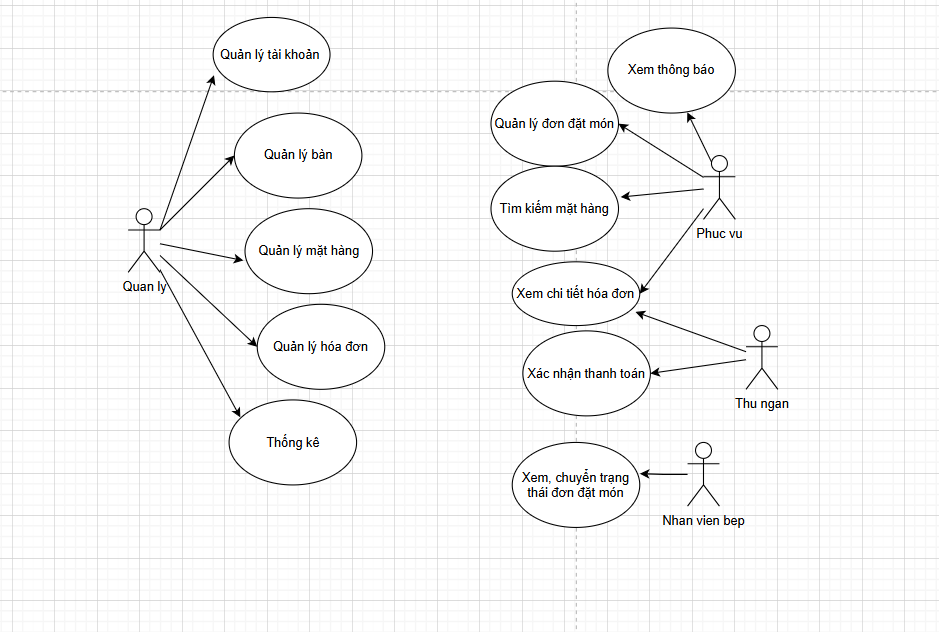 Quản lý tài khoản
Quản lý bàn
Quản lý mặt hàng
Quan ly
Quản lý hóa đơn
Thống kê
Xem thông báo
Quản lý đơn đặt món
Tìm kiếm mặt hàng
Phuc vu
Xem chi tiết hóa đơn
Xác nhận thanh toán
Thu ngan
Xem, chuyển trạng
thái đơn đặt món
Nhan vien bep